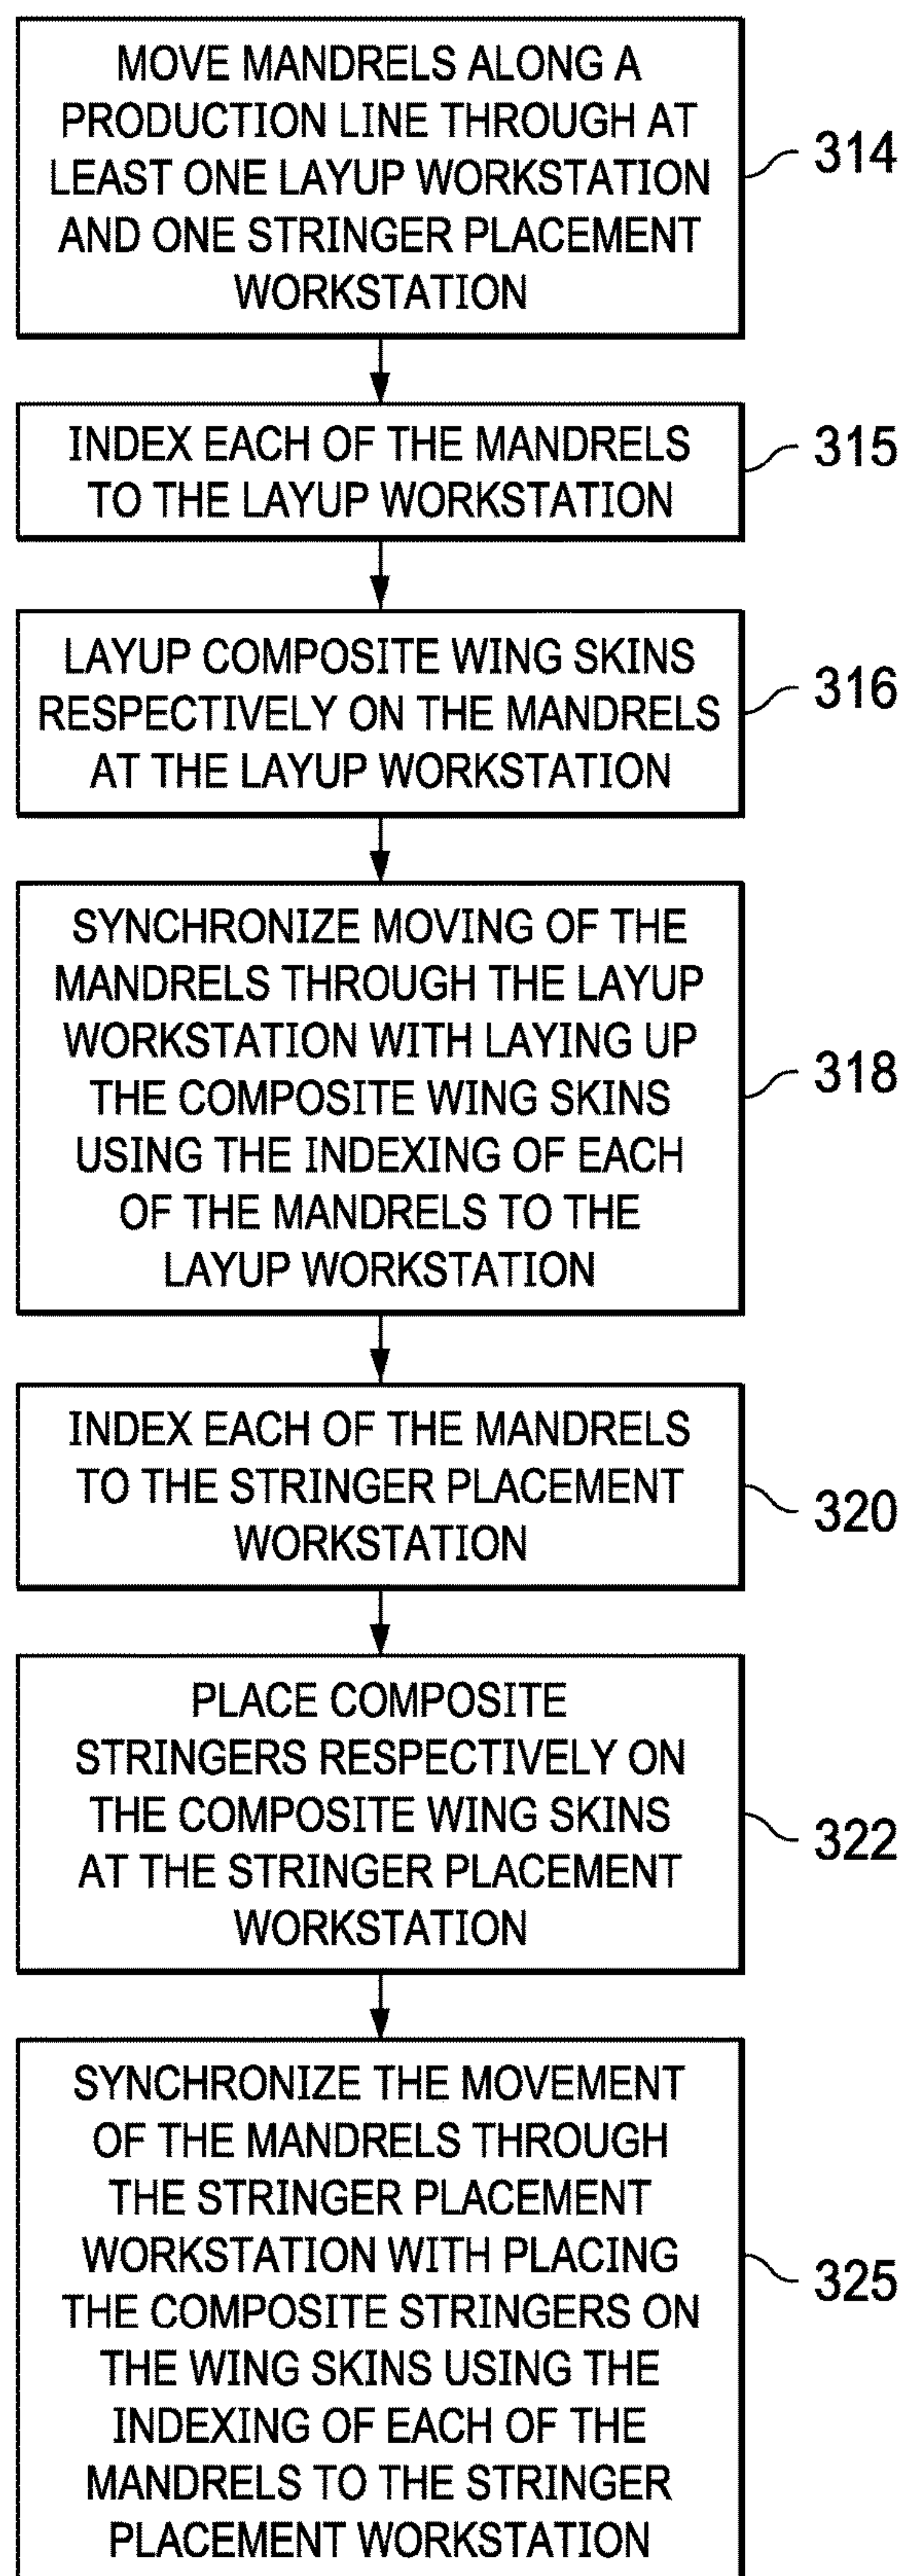 MOVE MANDRELS ALONG A
PRODUCTION LINE THROUGH AT
LEAST ONE LAYUP WORKSTATION
AND ONE STRINGER PLACEMENT
WORKSTATION
314
INDEX EACH OF THE MANDRELS
TO THE LAYUP WORKSTATION
315
LAYUP COMPOSITE WING SKINS
RESPECTIVELY ON THE MANDRELS
AT THE LAYUP WORKSTATION
316
SYNCHRONIZE MOVING OF THE
MANDRELS THROUGH THE LAYUP
WORKSTATION WITH LAYING UP
THE COMPOSITE WING SKINS
USING THE INDEXING OF EACH
OF THE MANDRELS TO THE
LAYUP WORKSTATION
318
INDEX EACH OF THE MANDRELS
TO THE STRINGER PLACEMENT
WORKSTATION
320
PLACE COMPOSITE
STRINGERS RESPECTIVELY ON
THE COMPOSITE WING SKINS
AT THE STRINGER PLACEMENT
WORKSTATION
322
SYNCHRONIZE THE MOVEMENT
OF THE MANDRELS THROUGH
THE STRINGER PLACEMENT
WORKSTATION WITH PLACING
THE COMPOSITE STRINGERS ON
THE WING SKINS USING THE
INDEXING OF EACH OF THE
MANDRELS TO THE STRINGER
PLACEMENT WORKSTATION
325